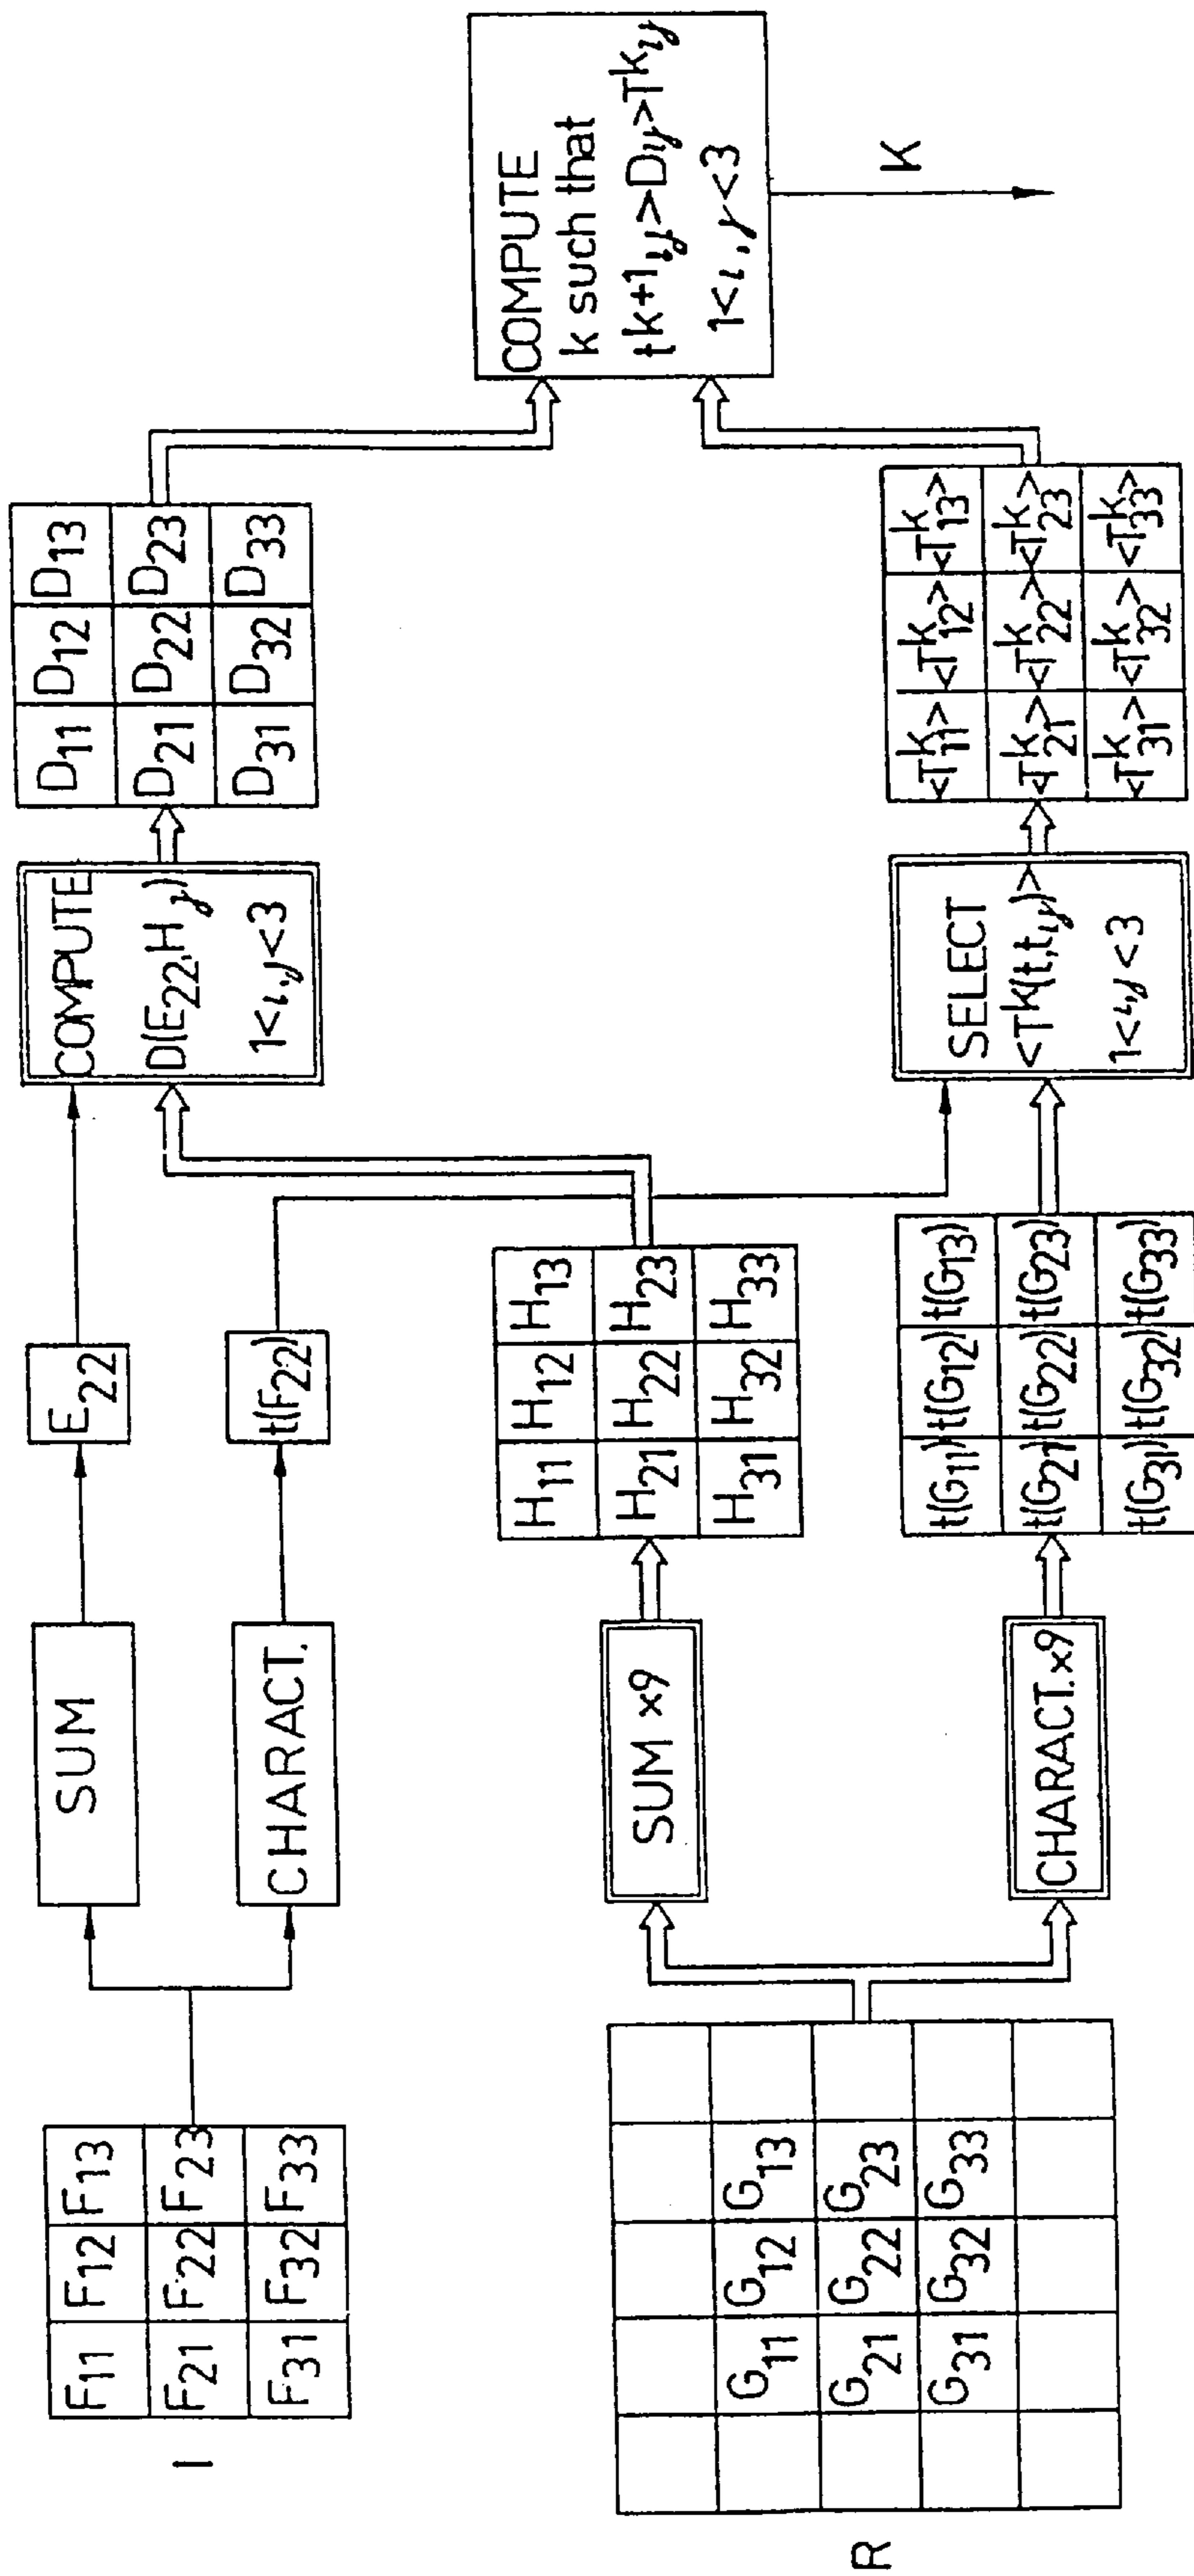 I
F11 F12 F13
F21 F22 F23
F31 F32 F33
SUM
CHARACT.
E22
t(F22)
COMPUTE
D(E22,H j)
1<i,j<3
D11 D12 D13
D21 D22 D23
D31 D32 D33
R
G11 G12 G13
G21 G22 G23
G31 G32 G33
SUM x9
CHARACT.x9
H11 H12 H13
H21 H22 H23
H31 H32 H33
t(G11) t(G12) t(G13)
t(G21) t(G22) t(G23)
t(G31) t(G32) t(G33)
SELECT
<Tk(t,tij)>
1<i,j<3
<Tk11> <Tk12> <Tk13>
<Tk21> <Tk22> <Tk23>
<Tk31> <Tk32> <Tk33>
COMPUTE
k such that
tk+1ij>Dij>Tkij
1<i,j<3
K